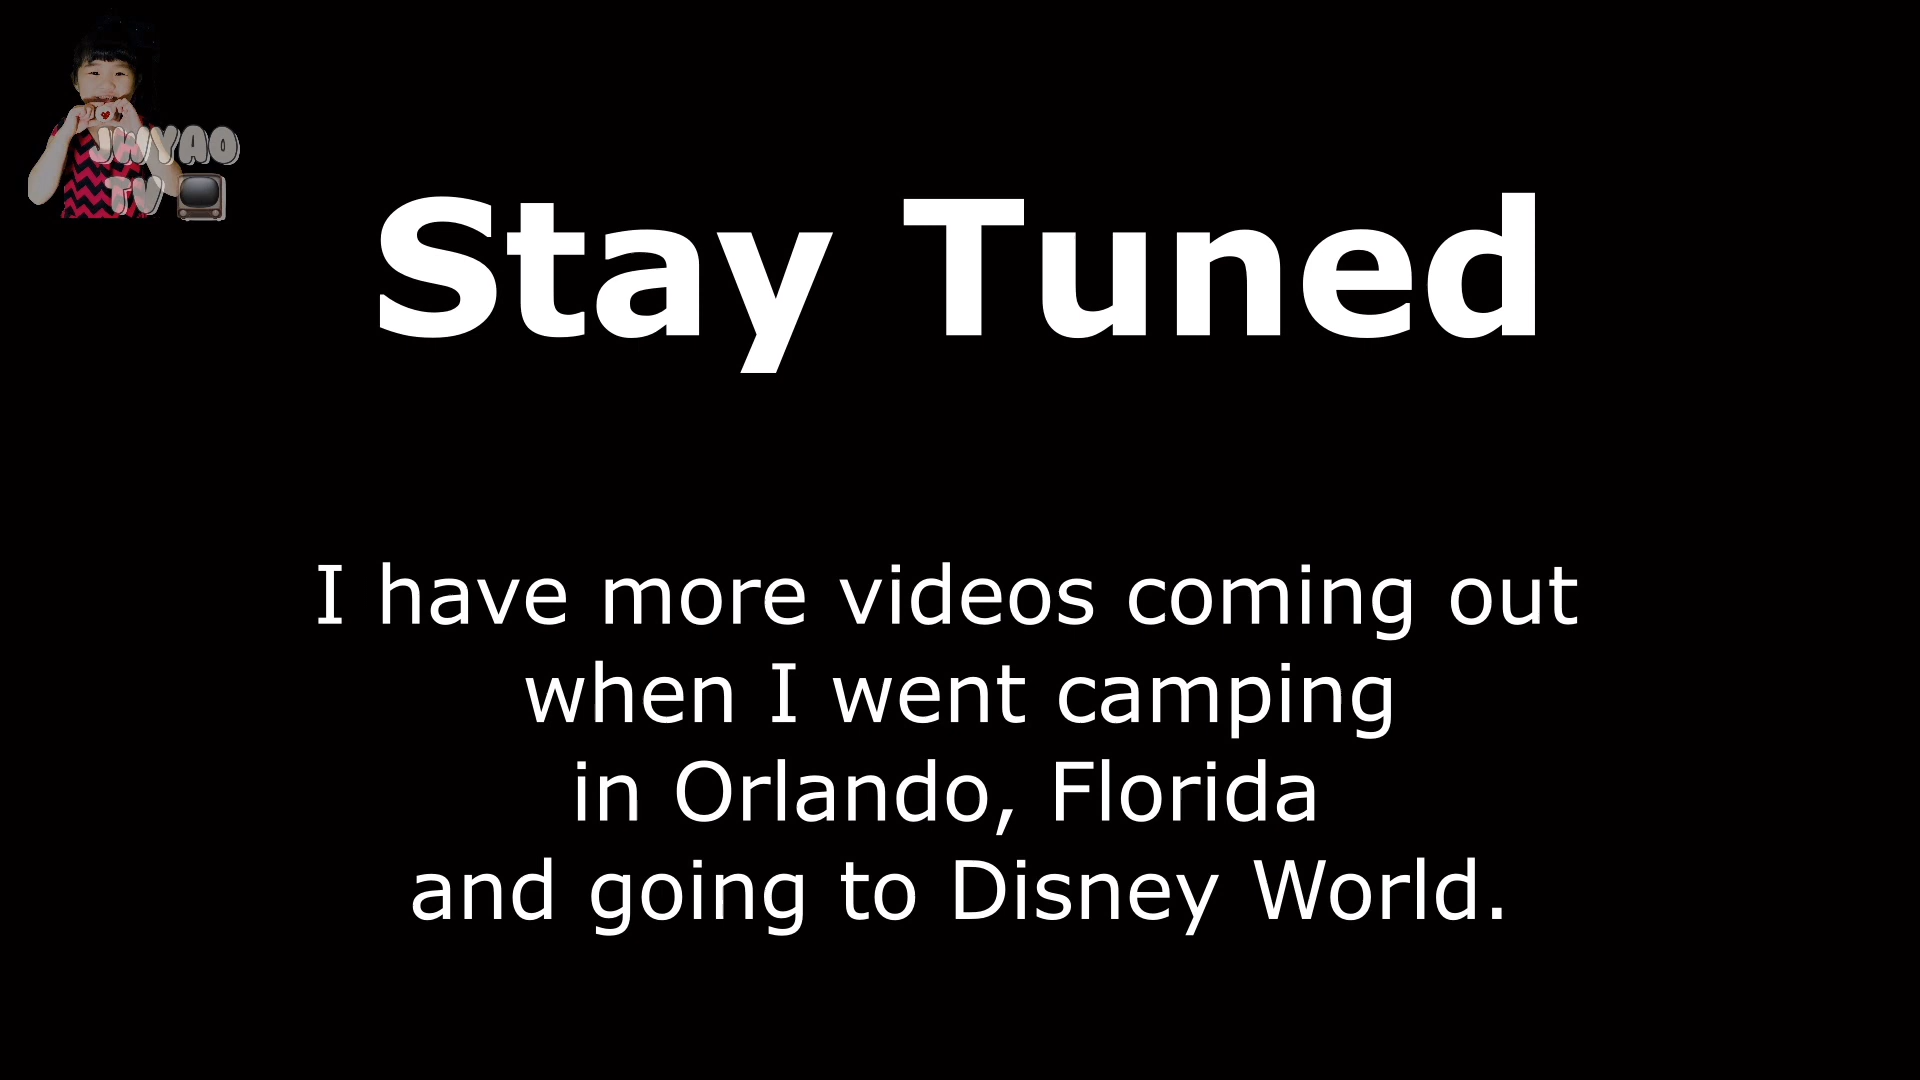 JWYAO
TV
Stay Tuned
I have more videos coming out
when I went camping
in Orlando, Florida
and going to Disney World.